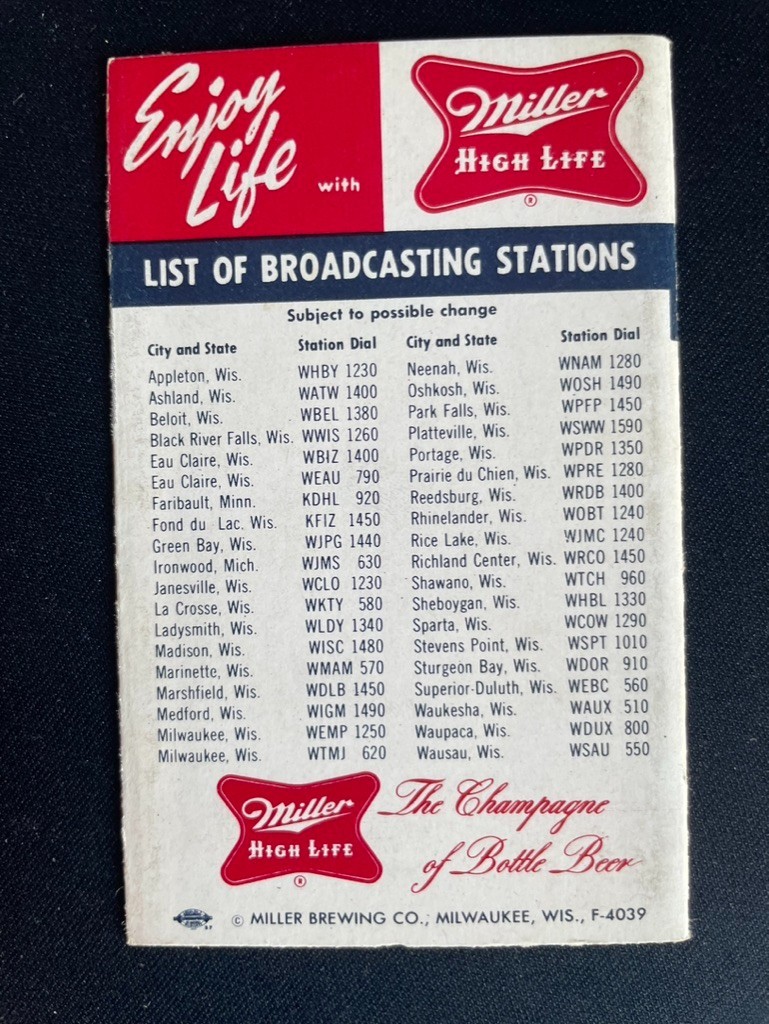 Enjoy
Life with
Miller
HIGH LIFE
®
LIST OF BROADCASTING STATIONS
Subject to possible change
City and State Station Dial
Appleton, Wis. WHBY 1230
Ashland, Wis. WATW 1400
Beloit, Wis. WBEL 1380
Black River Falls, Wis. WWIS 1260
Eau Claire, Wis. WBIZ 1400
Eau Claire, Wis. WEAU 790
Faribault, Minn. KDHL 920
Fond du Lac. Wis. KFIZ 1450
Green Bay, Wis. WJPG 1440
Ironwood, Mich. WJMS 630
Janesville, Wis. WCLO 1230
La Crosse, Wis. WKTY 580
Ladysmith, Wis. WLDY 1340
Madison, Wis. WISC 1480
Marinette, Wis. WMAM 570
Marshfield, Wis. WDLB 1450
Medford, Wis. WIGM 1490
Milwaukee, Wis. WEMP 1250
Milwaukee, Wis. WTMJ 620
City and State Station Dial
Neenah, Wis. WNAM 1280
Oshkosh, Wis. WOSH 1490
Park Falls, Wis. WPFP 1450
Platteville, Wis. WSWW 1590
Portage, Wis. WPDR 1350
Prairie du Chien, Wis. WPRE 1280
Reedsburg, Wis. WRDB 1400
Rhinelander, Wis. WOBT 1240
Rice Lake, Wis. WJMC 1240
Richland Center, Wis. WRCO 1450
Shawano, Wis. WTCH 960
Sheboygan, Wis. WHBL 1330
Sparta, Wis. WCOW 1290
Stevens Point, Wis. WSPT 1010
Sturgeon Bay, Wis. WDOR 910
Superior-Duluth, Wis. WEBC 560
Waukesha, Wis. WAUX 510
Waupaca, Wis. WDUX 800
Wausau, Wis. WSAU 550
Miller
HIGH LIFE
®
The Champagne
of Bottle Beer
© MILLER BREWING CO., MILWAUKEE, WIS., F-4039